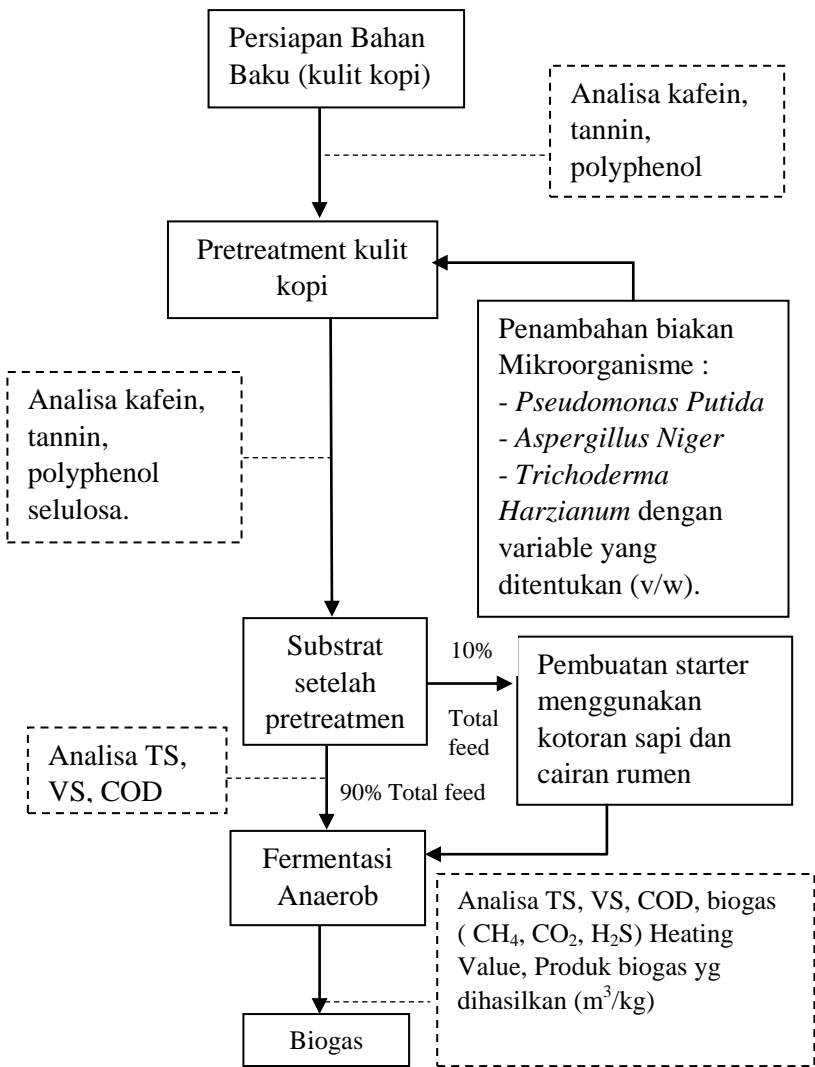 Persiapan Bahan
Baku (kulit kopi)
Analisa kafein,
tannin,
polyphenol
Pretreatment kulit
kopi
Penambahan biakan
Mikroorganisme :
- Pseudomonas Putida
- Aspergillus Niger
- Trichoderma
Harzianum dengan
variable yang
ditentukan (v/w).
Analisa kafein,
tannin,
polyphenol
selulosa.
Substrat
setelah
pretreatmen
10%
Total
feed
Pembuatan starter
menggunakan
kotoran sapi dan
cairan rumen
Analisa TS,
VS, COD
90% Total feed
Fermentasi
Anaerob
Analisa TS, VS, COD, biogas
( CH₄, CO₂, H₂S) Heating
Value, Produk biogas yg
dihasilkan (m³/kg)
Biogas